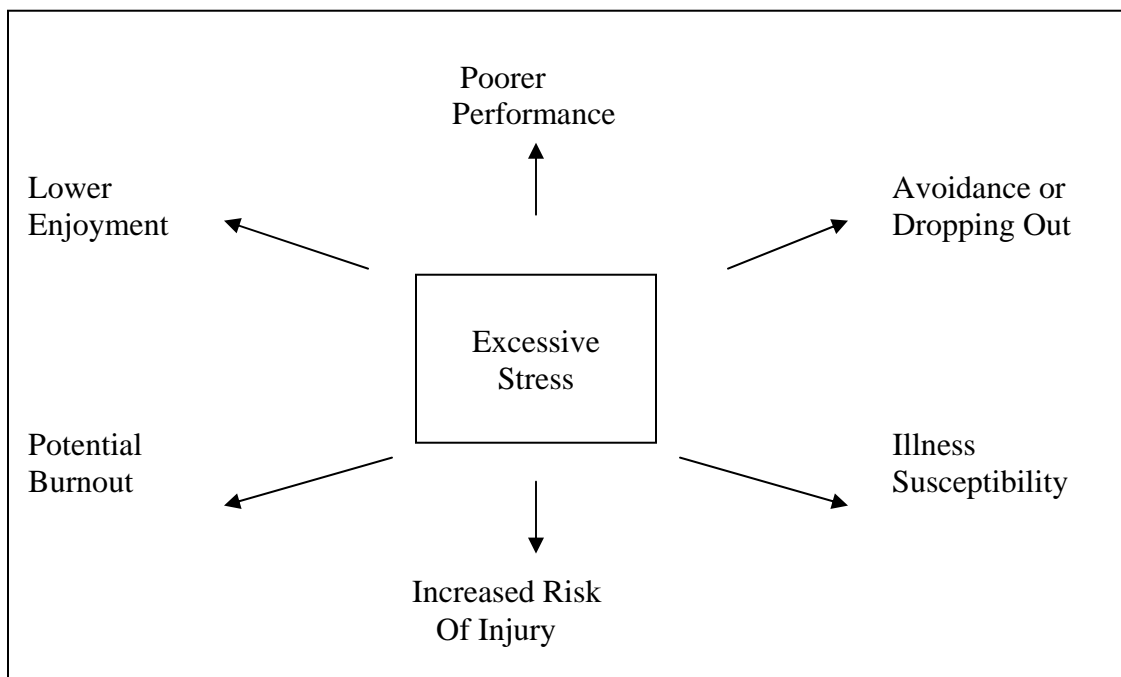 Poorer
Performance
Lower
Enjoyment
Avoidance or
Dropping Out
Excessive
Stress
Potential
Burnout
Illness
Susceptibility
Increased Risk
Of Injury